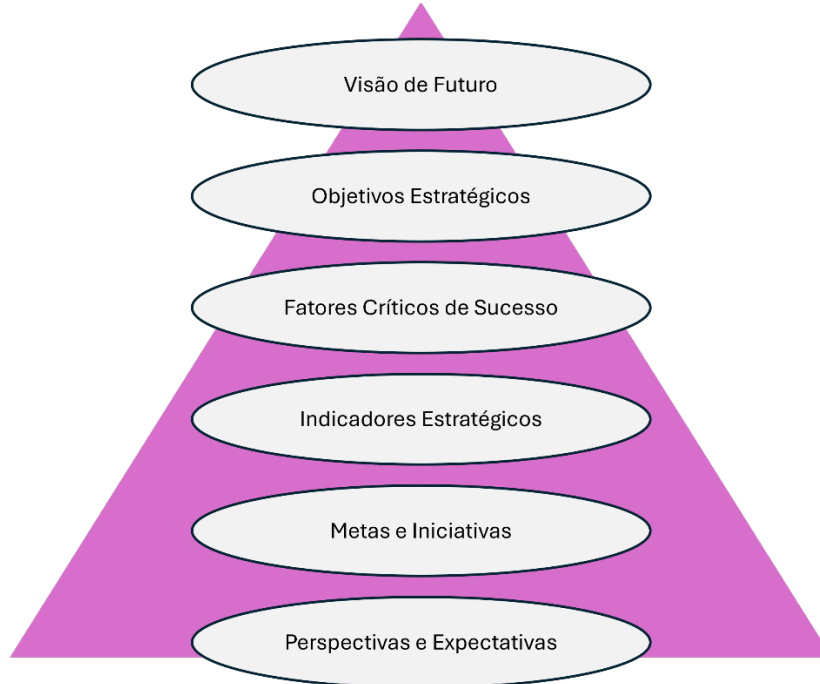 Visão de Futuro
Objetivos Estratégicos
Fatores Críticos de Sucesso
Indicadores Estratégicos
Metas e Iniciativas
Perspectivas e Expectativas